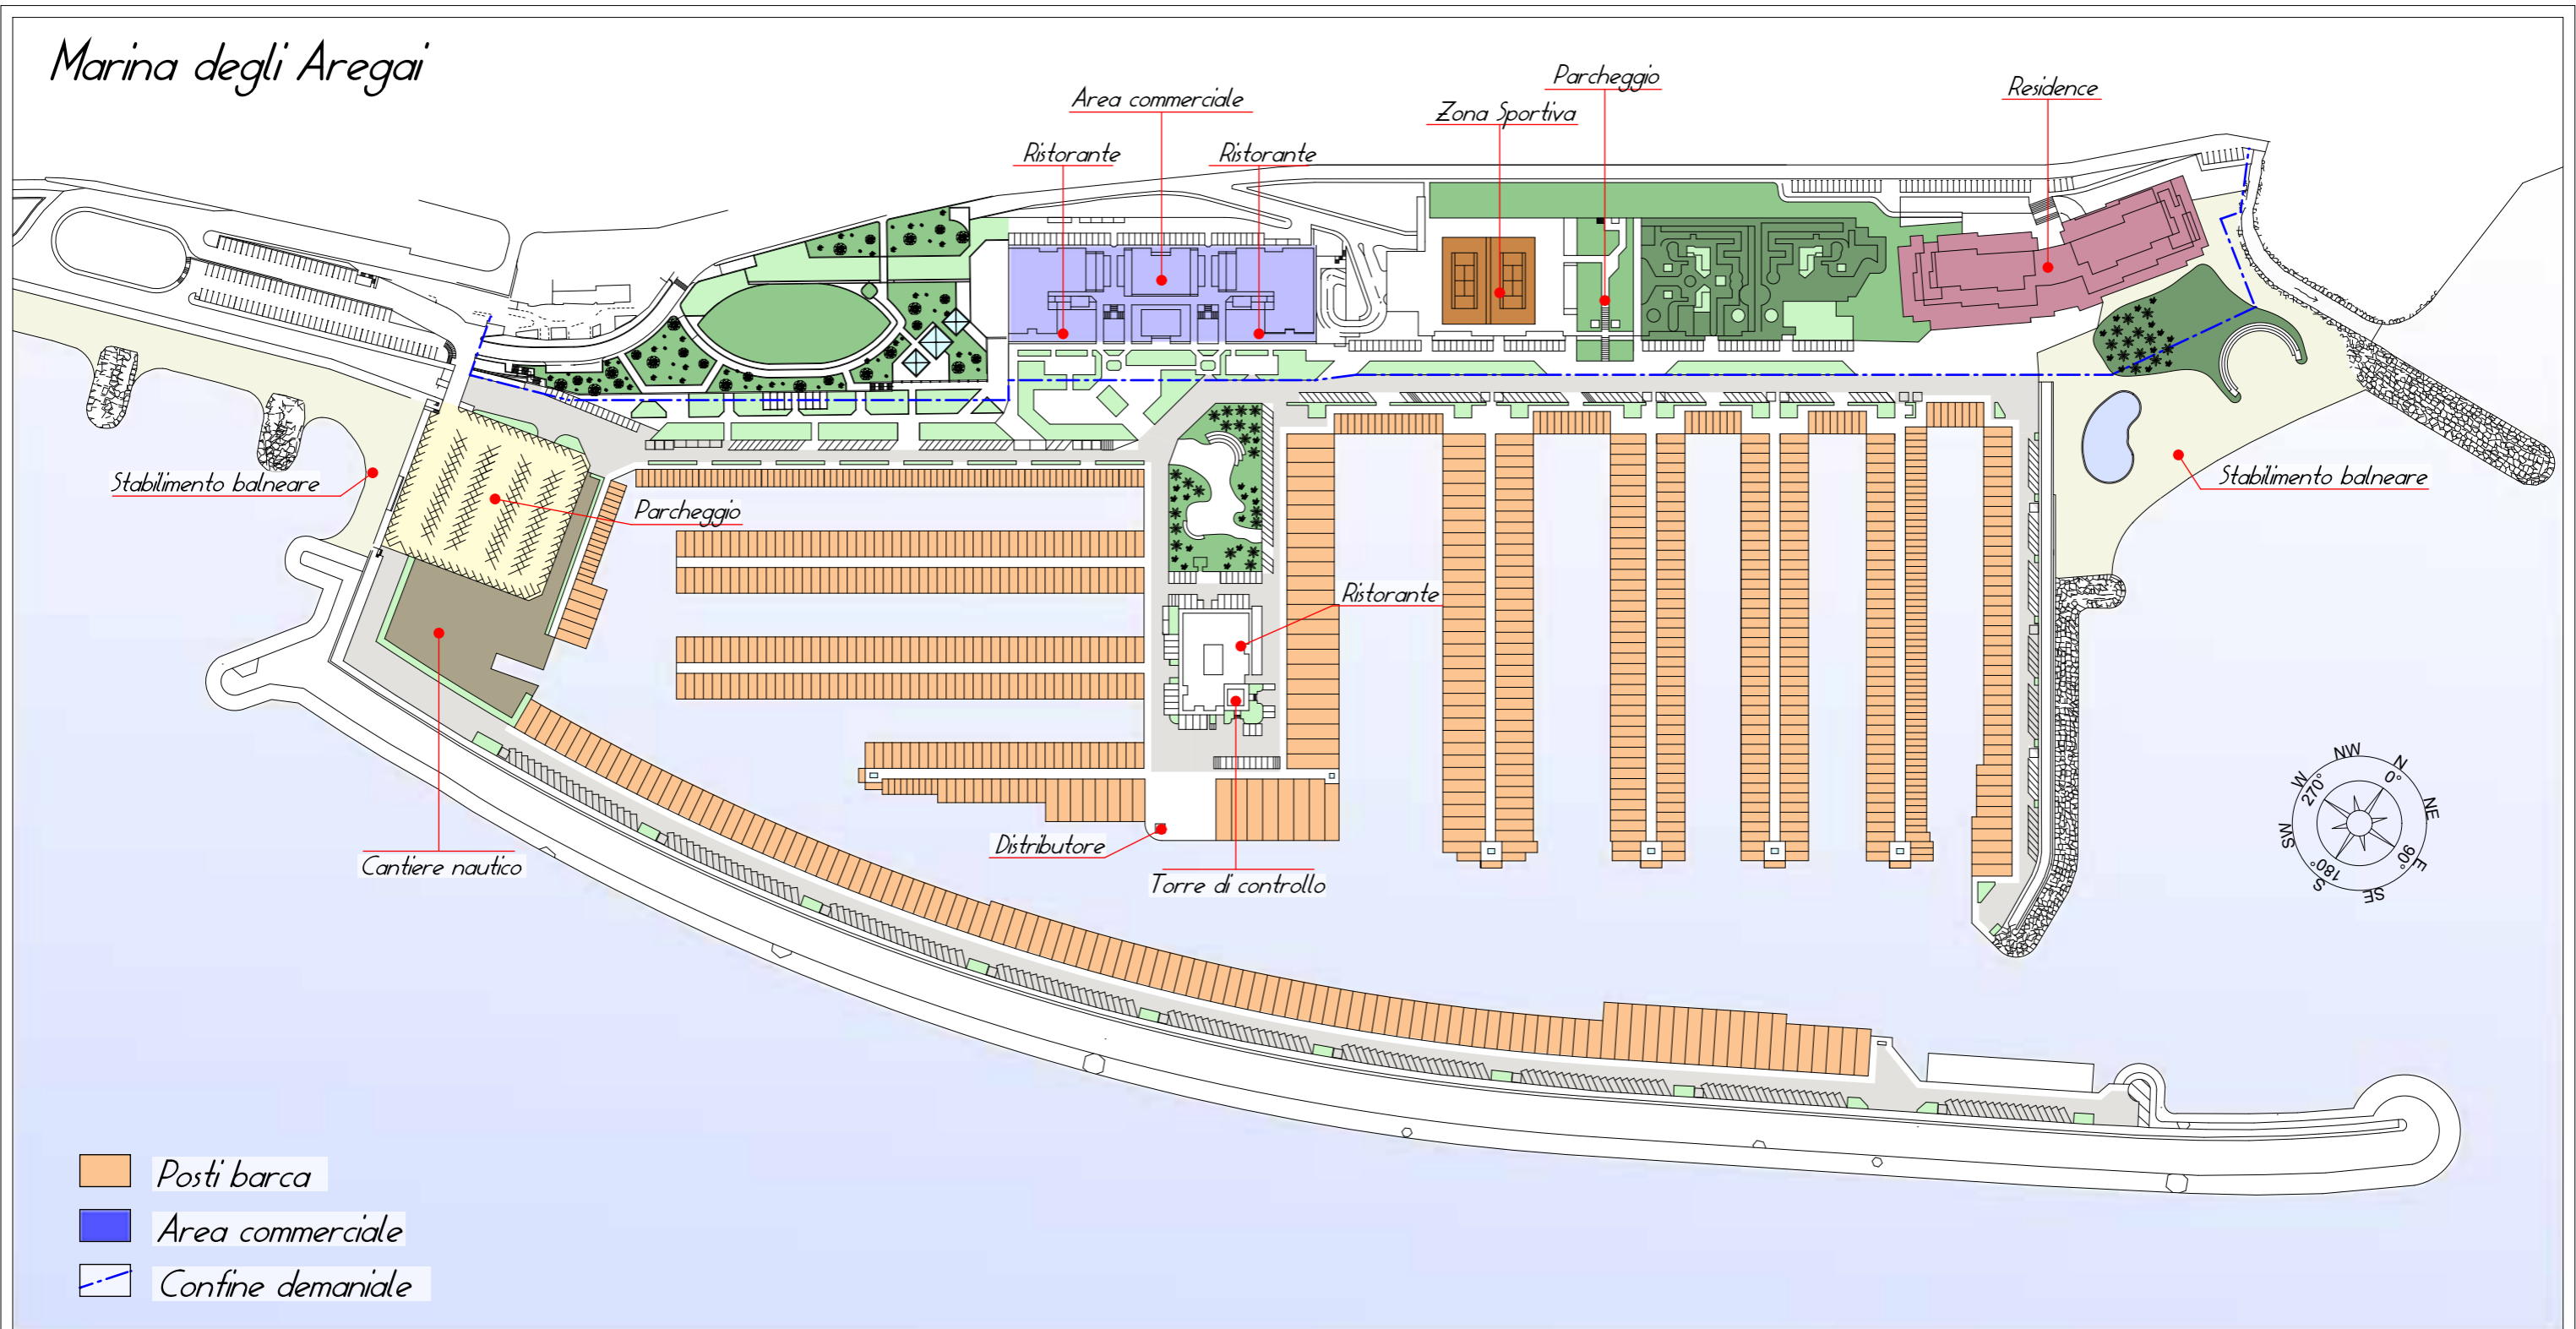 Marina degli Aregai
Parcheggio
Area commerciale
Zona Sportiva
Residence
Ristorante
Ristorante
Stabilimento balneare
Parcheggio
Stabilimento balneare
Ristorante
Distributore
Cantiere nautico
Torre di controllo
NW
N
0°
W
270°
NE
SW
90°
E
180°
S
SE
Posti barca
Area commerciale
Confine demaniale